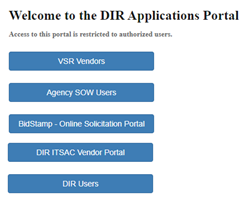 Welcome to the DIR Applications Portal
Access to this portal is restricted to authorized users.
VSR Vendors
Agency SOW Users
BidStamp - Online Solicitation Portal
DIR ITSAC Vendor Portal
DIR Users